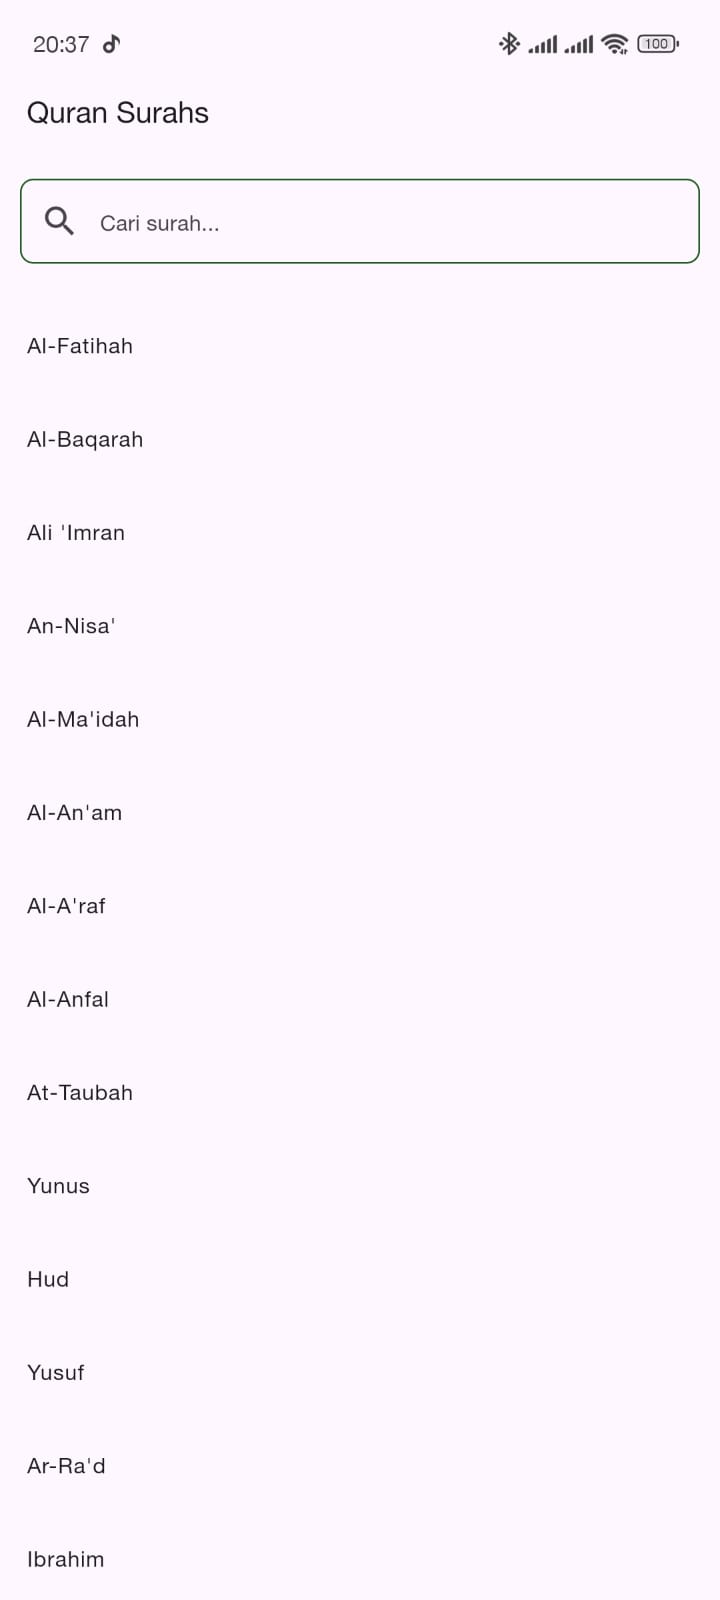 20:37
100
Quran Surahs
Cari surah...
Al-Fatihah
Al-Baqarah
Ali 'Imran
An-Nisa'
Al-Ma'idah
Al-An'am
Al-A'raf
Al-Anfal
At-Taubah
Yunus
Hud
Yusuf
Ar-Ra'd
Ibrahim